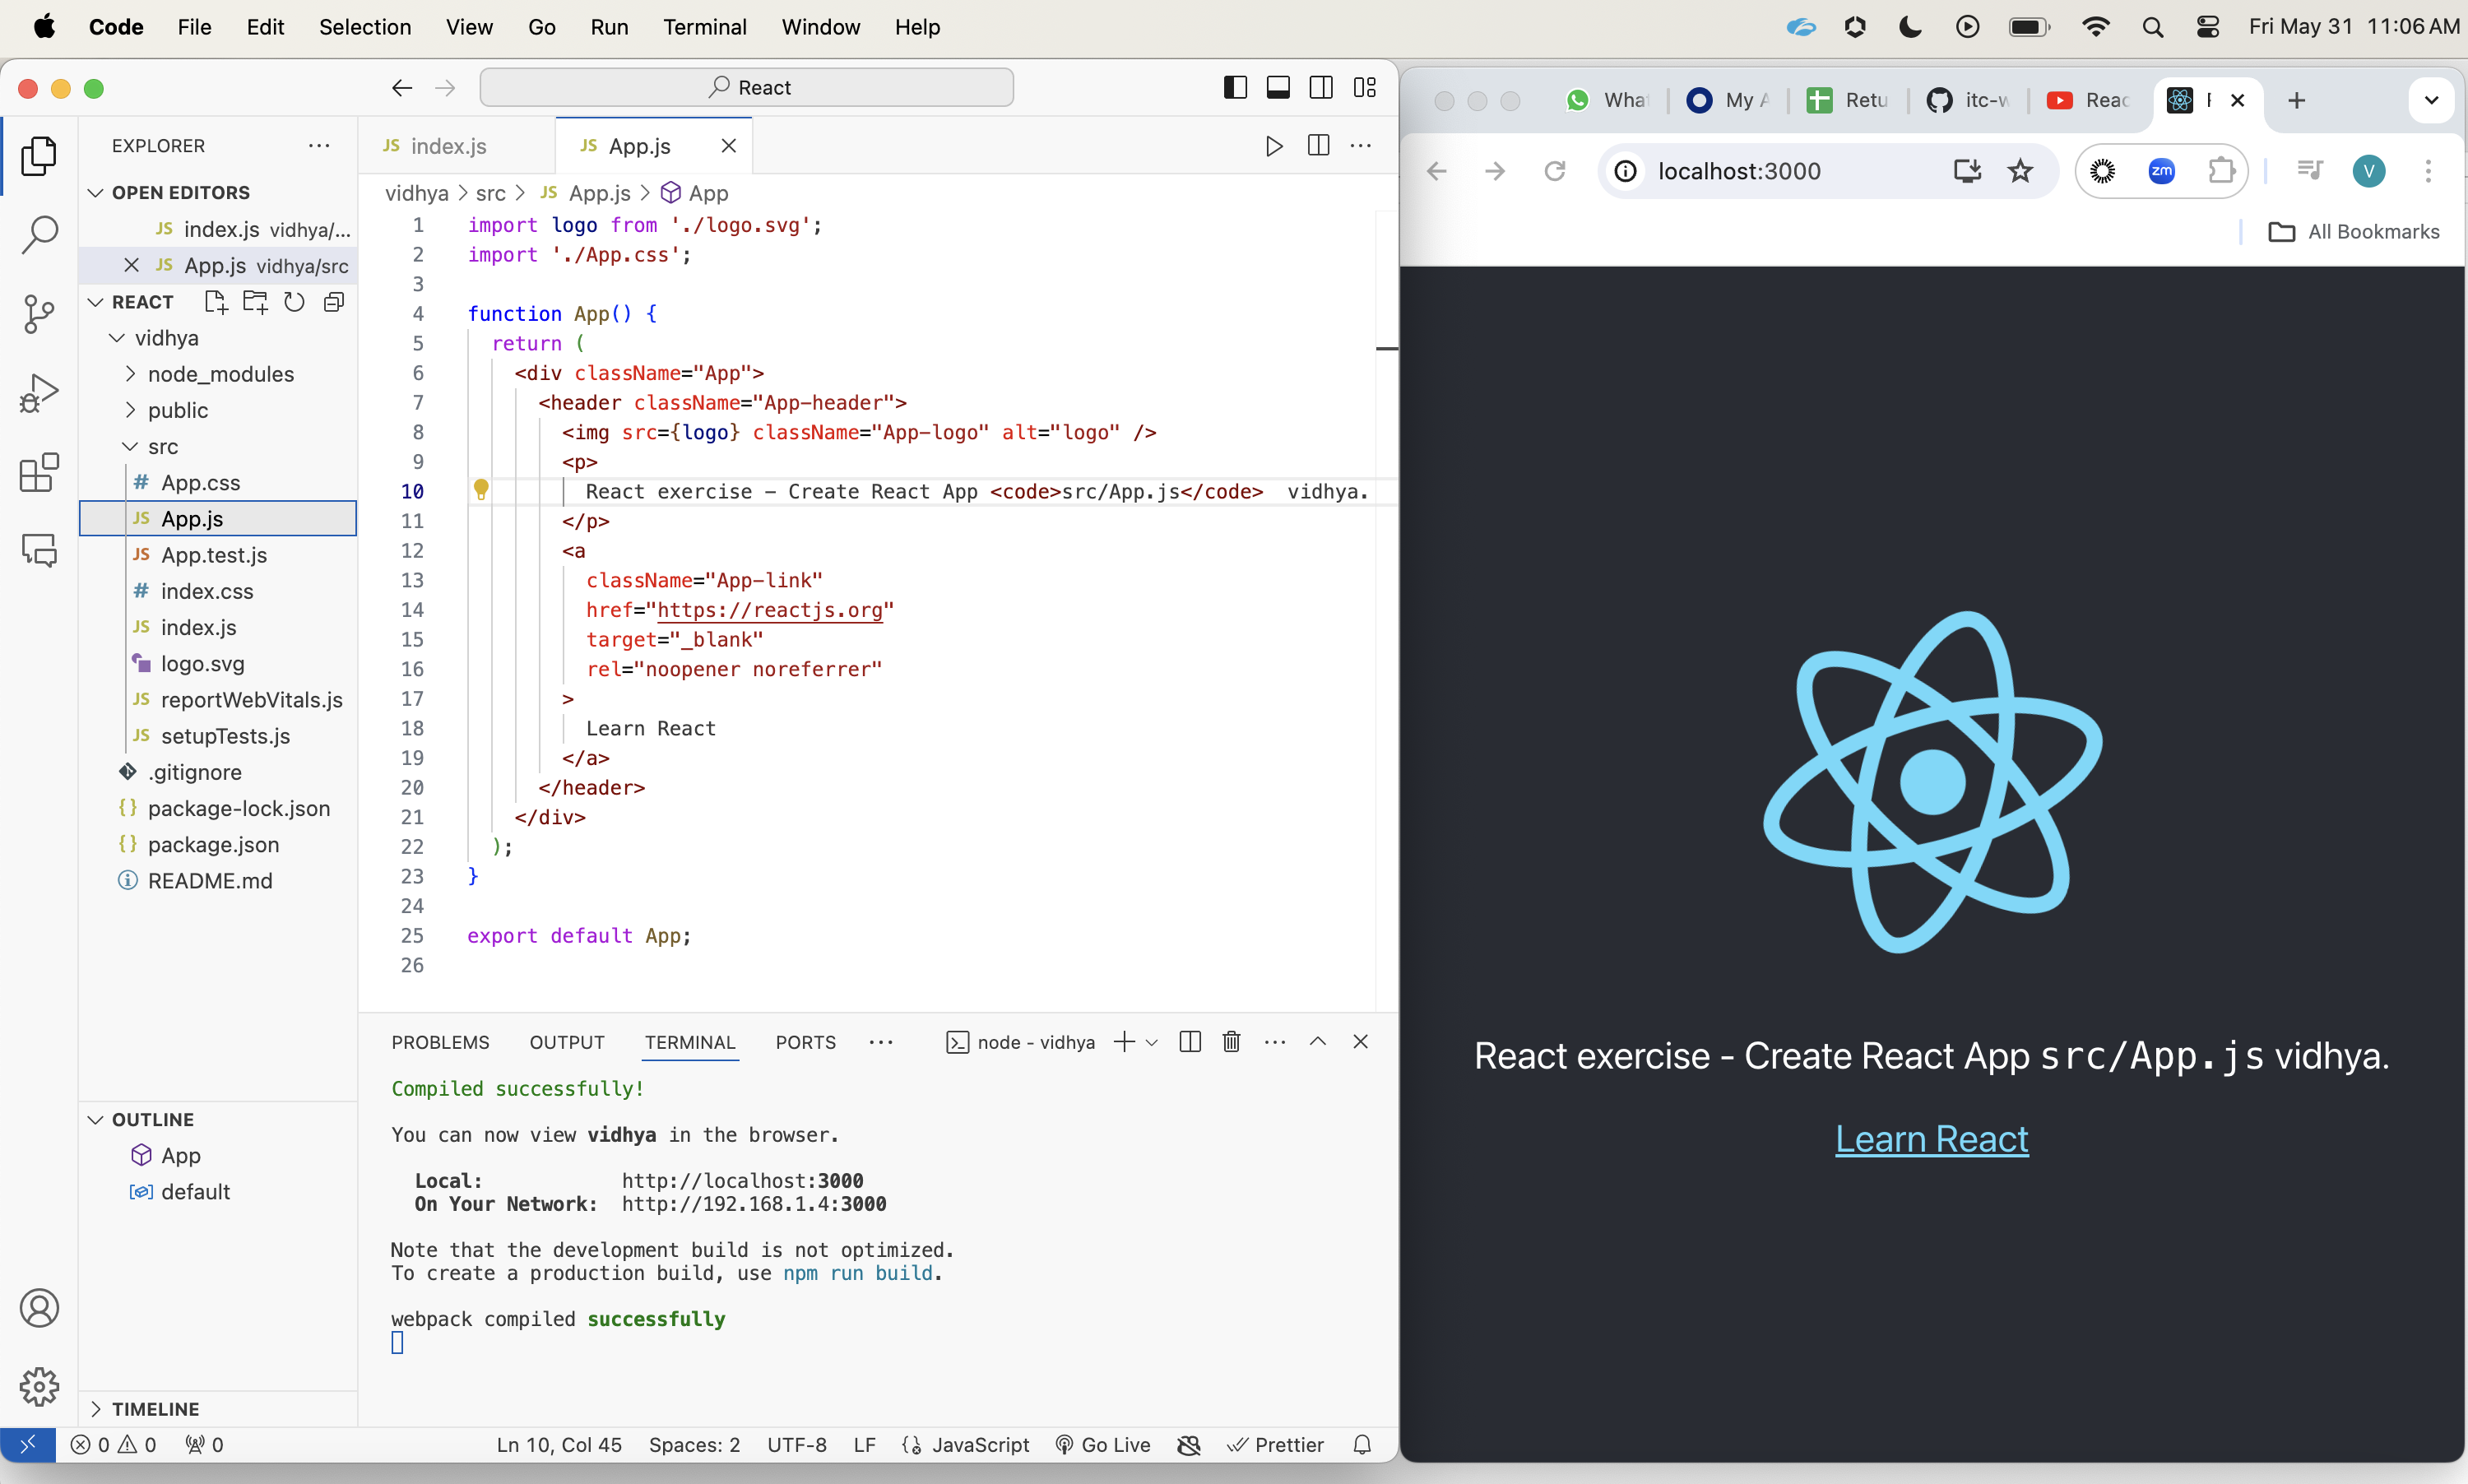 Code File Edit Selection View Go Run Terminal Window Help
Fri May 31 11:06 AM
React
EXPLORER
OPEN EDITORS
JS index.js vidhya/...
JS App.js vidhya/src
REACT
vidhya
node_modules
public
src
# App.css
JS App.js
JS App.test.js
# index.css
JS index.js
logo.svg
JS reportWebVitals.js
JS setupTests.js
.gitignore
{} package-lock.json
{} package.json
README.md
OUTLINE
App
default
TIMELINE
JS index.js JS App.js
vidhya > src > JS App.js > App
1 import logo from './logo.svg';
2 import './App.css';
3
4 function App() {
5 return (
6 <div className="App">
7 <header className="App-header">
8 <img src={logo} className="App-logo" alt="logo" />
9 <p>
10 React exercise - Create React App <code>src/App.js</code> vidhya.
11 </p>
12 <a
13 className="App-link"
14 href="https://reactjs.org"
15 target="_blank"
16 rel="noopener noreferrer"
17 >
18 Learn React
19 </a>
20 </header>
21 </div>
22 );
23 }
24
25 export default App;
26
PROBLEMS OUTPUT TERMINAL PORTS ... node - vidhya
Compiled successfully!
You can now view vidhya in the browser.
Local: http://localhost:3000
On Your Network: http://192.168.1.4:3000
Note that the development build is not optimized.
To create a production build, use npm run build.
webpack compiled successfully
0 0 0 Ln 10, Col 45 Spaces: 2 UTF-8 LF JavaScript Go Live Prettier
What My A Retu itc-w Reac
localhost:3000 zm V
All Bookmarks
React exercise - Create React App src/App.js vidhya.
Learn React